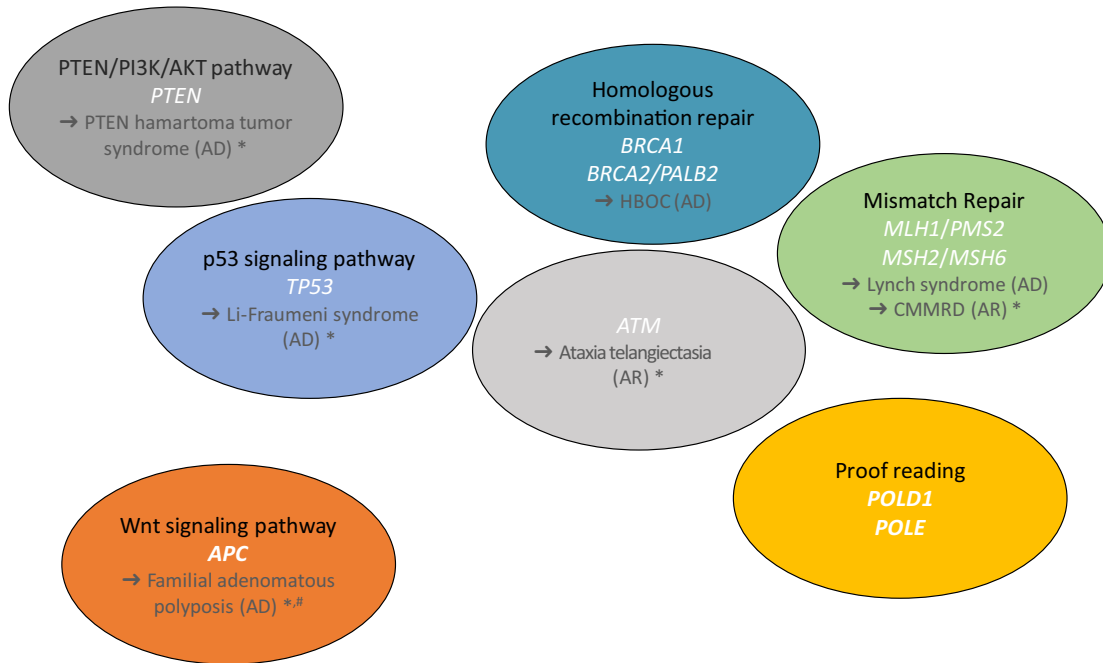 PTEN/PI3K/AKT pathway
PTEN
➔ PTEN hamartoma tumor
syndrome (AD) *
Homologous
recombination repair
BRCA1
BRCA2/PALB2
➔ HBOC (AD)
Mismatch Repair
MLH1/PMS2
MSH2/MSH6
➔ Lynch syndrome (AD)
➔ CMMRD (AR) *
p53 signaling pathway
TP53
➔ Li-Fraumeni syndrome
(AD) *
ATM
➔ Ataxia telangiectasia
(AR) *
Proof reading
POLD1
POLE
Wnt signaling pathway
APC
➔ Familial adenomatous
polyposis (AD) *,#